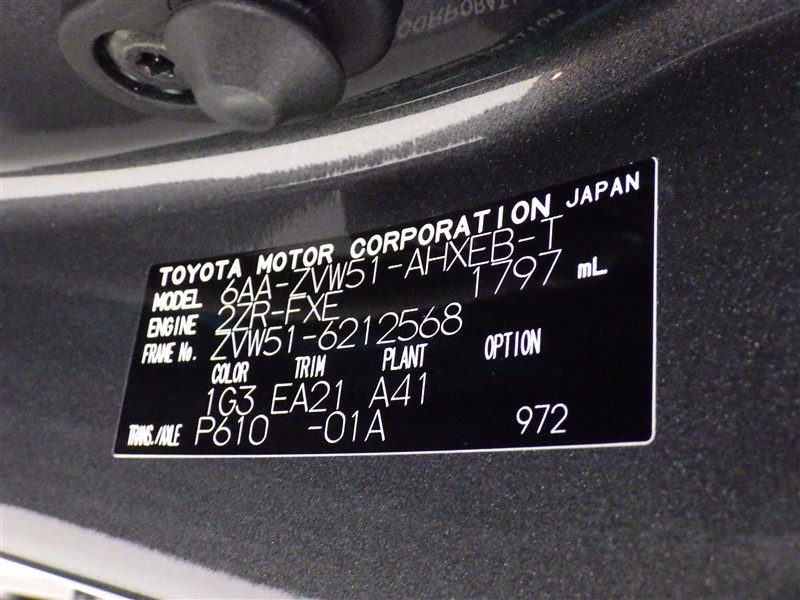 TOYOTA MOTOR CORPORATION JAPAN
MODEL 6AA-ZVW51-AHXEB-T
ENGINE 2ZR-FXE 1797 mL
FRAME No. ZVW51-6212568
COLOR TRIM PLANT OPTION
1G3 EA21 A41
TRANS./AXLE P610 -01A 972